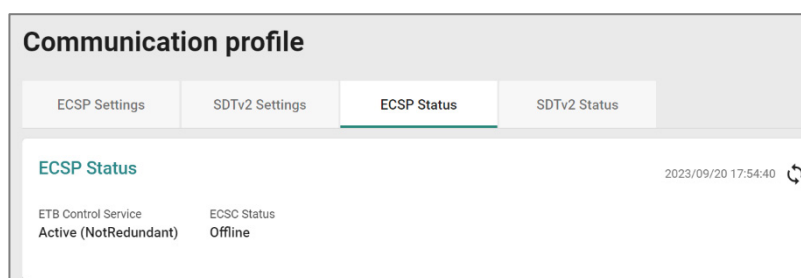 Communication profile
ECSP Settings SDTv2 Settings ECSP Status SDTv2 Status
ECSP Status 2023/09/20 17:54:40
ETB Control Service ECSC Status
Active (NotRedundant) Offline